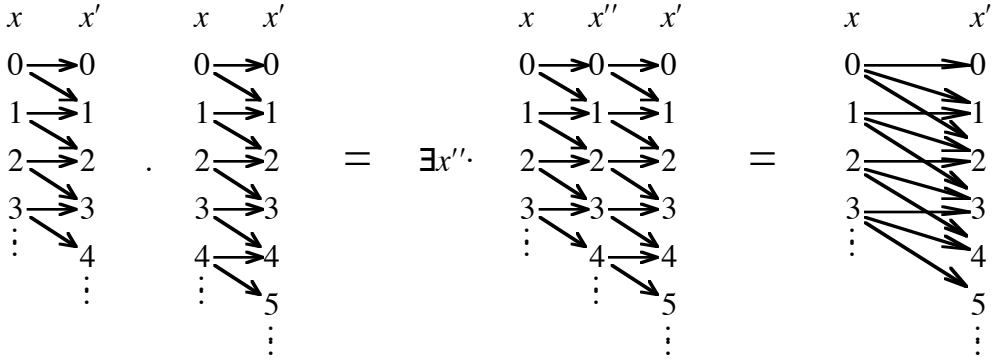 x x′ x x′ x x′′ x′ x x′
0 0 0 0 0 0 0 0 0
1 1 1 1 1 1 1 1 1
2 2 . 2 2 = ∃x′′· 2 2 2 = 2 2
3 3 3 3 3 3 3 3 3
⋮ 4 4 4 ⋮ 4 4 ⋮ 4
⋮ ⋮ 5 ⋮ 5 5
⋮ ⋮ ⋮